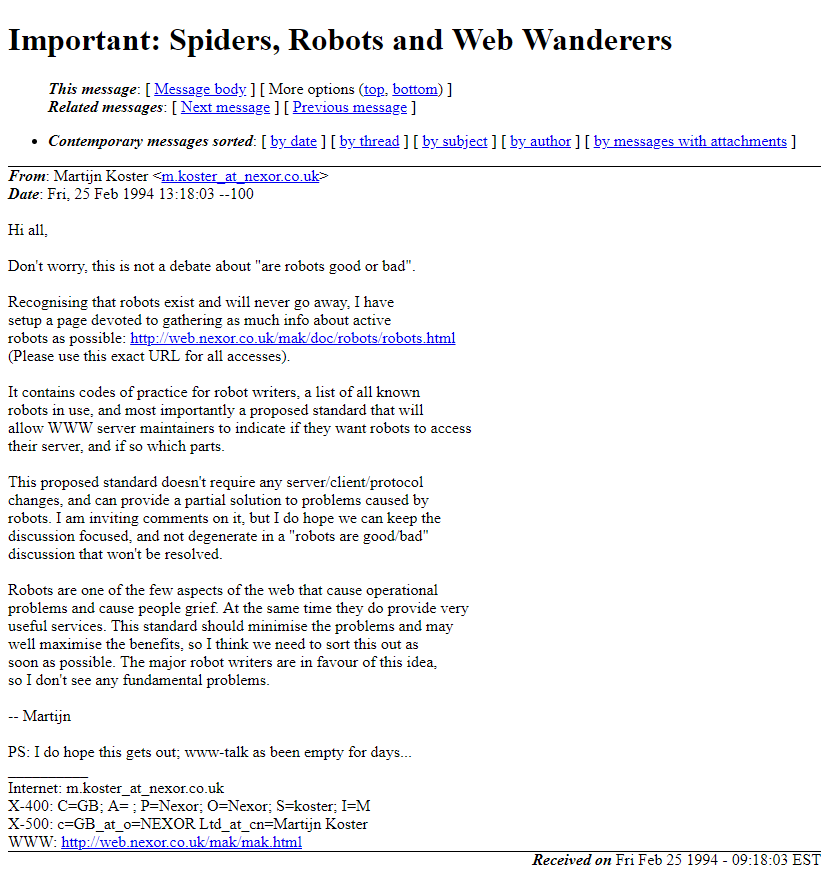 Important: Spiders, Robots and Web Wanderers
This message: [ Message body ] [ More options (top, bottom) ]
Related messages: [ Next message ] [ Previous message ]
• Contemporary messages sorted: [ by date ] [ by thread ] [ by subject ] [ by author ] [ by messages with attachments ]
From: Martijn Koster <m.koster_at_nexor.co.uk>
Date: Fri, 25 Feb 1994 13:18:03 --100
Hi all,
Don't worry, this is not a debate about "are robots good or bad".
Recognising that robots exist and will never go away, I have
setup a page devoted to gathering as much info about active
robots as possible: http://web.nexor.co.uk/mak/doc/robots/robots.html
(Please use this exact URL for all accesses).
It contains codes of practice for robot writers, a list of all known
robots in use, and most importantly a proposed standard that will
allow WWW server maintainers to indicate if they want robots to access
their server, and if so which parts.
This proposed standard doesn't require any server/client/protocol
changes, and can provide a partial solution to problems caused by
robots. I am inviting comments on it, but I do hope we can keep the
discussion focused, and not degenerate in a "robots are good/bad"
discussion that won't be resolved.
Robots are one of the few aspects of the web that cause operational
problems and cause people grief. At the same time they do provide very
useful services. This standard should minimise the problems and may
well maximise the benefits, so I think we need to sort this out as
soon as possible. The major robot writers are in favour of this idea,
so I don't see any fundamental problems.
-- Martijn
PS: I do hope this gets out; www-talk as been empty for days...
__________
Internet: m.koster_at_nexor.co.uk
X-400: C=GB; A= ; P=Nexor; O=Nexor; S=koster; I=M
X-500: c=GB_at_o=NEXOR Ltd_at_cn=Martijn Koster
WWW: http://web.nexor.co.uk/mak/mak.html
Received on Fri Feb 25 1994 - 09:18:03 EST